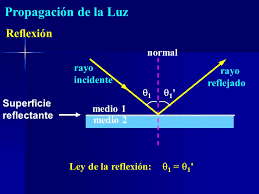 Propagación de la Luz
Reflexión
normal
rayo
incidente
θ1 θ1'
rayo
reflejado
Superficie
reflectante
medio 1
medio 2
Ley de la reflexión: θ1 = θ1'